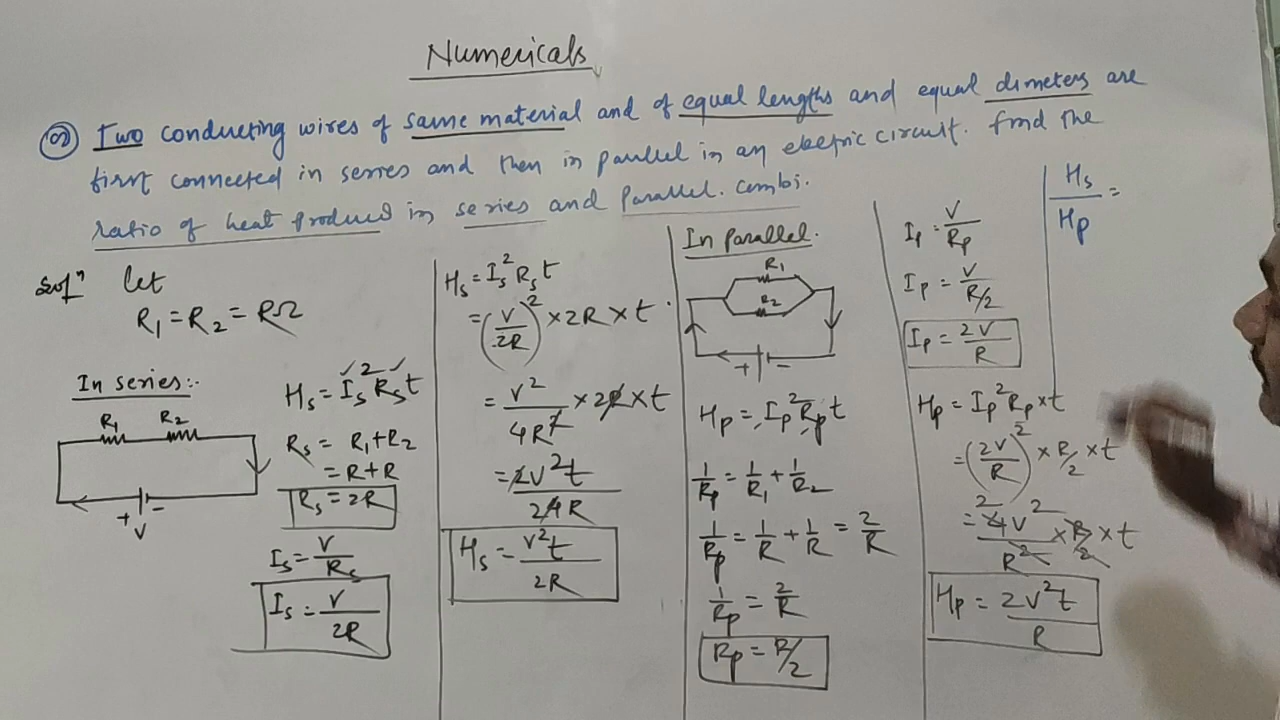 Numericals
Q) Two conducting wires of same material and of equal lengths and equal dimeters are
first connected in series and then in parallel in an electric circuit. find the
ratio of heat produced in series and Parallel. combi.
Solⁿ let
R₁ = R₂ = RΩ
In series:-
R₁ R₂
+ V -
Hs = Is² Rs t
Rs = R₁ + R₂
= R + R
Rs = 2R
Is = V/Rs
Is = V/2R
Hs = Is² Rs t
= (V/2R)² × 2R × t
= V²/4R² × 2R × t
= 2V²t/4R
Hs = V²t/2R
In Parallel.
R₁
R₂
+ -
Hp = Ip² Rp t
1/Rp = 1/R₁ + 1/R₂
1/Rp = 1/R + 1/R = 2/R
1/Rp = 2/R
Rp = R/2
Ip = V/Rp
Ip = V/R/2
Ip = 2V/R
Hp = Ip² Rp × t
= (2V/R)² × R/2 × t
= 4V²/R² × R/2 × t
Hp = 2V²t/R
Hs/Hp =